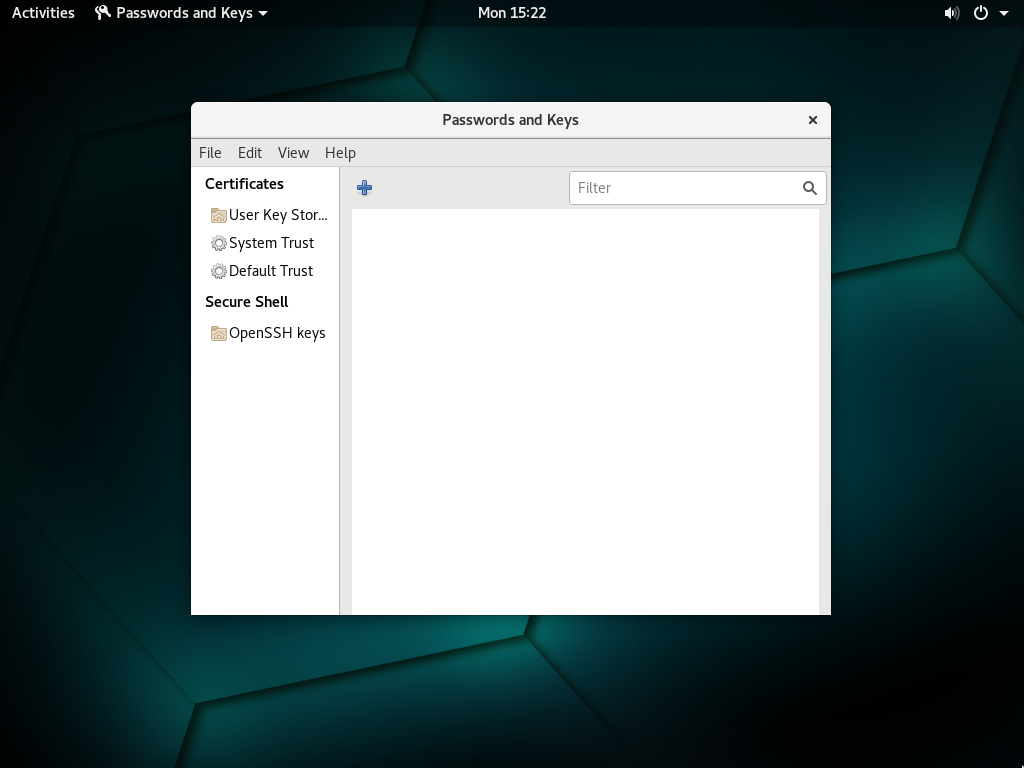 Activities Passwords and Keys Mon 15:22
Passwords and Keys
File Edit View Help
Certificates
Filter
User Key Stor...
System Trust
Default Trust
Secure Shell
OpenSSH keys